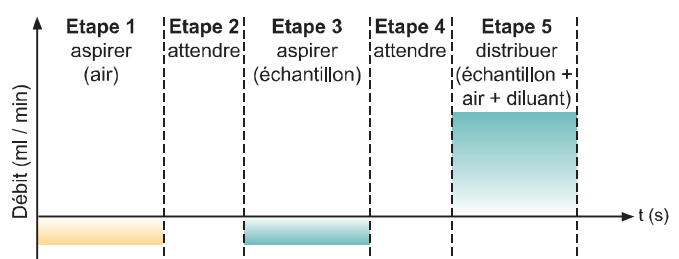 Etape 1
aspirer
(air)
Etape 2
attendre
Etape 3
aspirer
(échantillon)
Etape 4
attendre
Etape 5
distribuer
(échantillon +
air + diluant)
Débit (ml / min)
t (s)